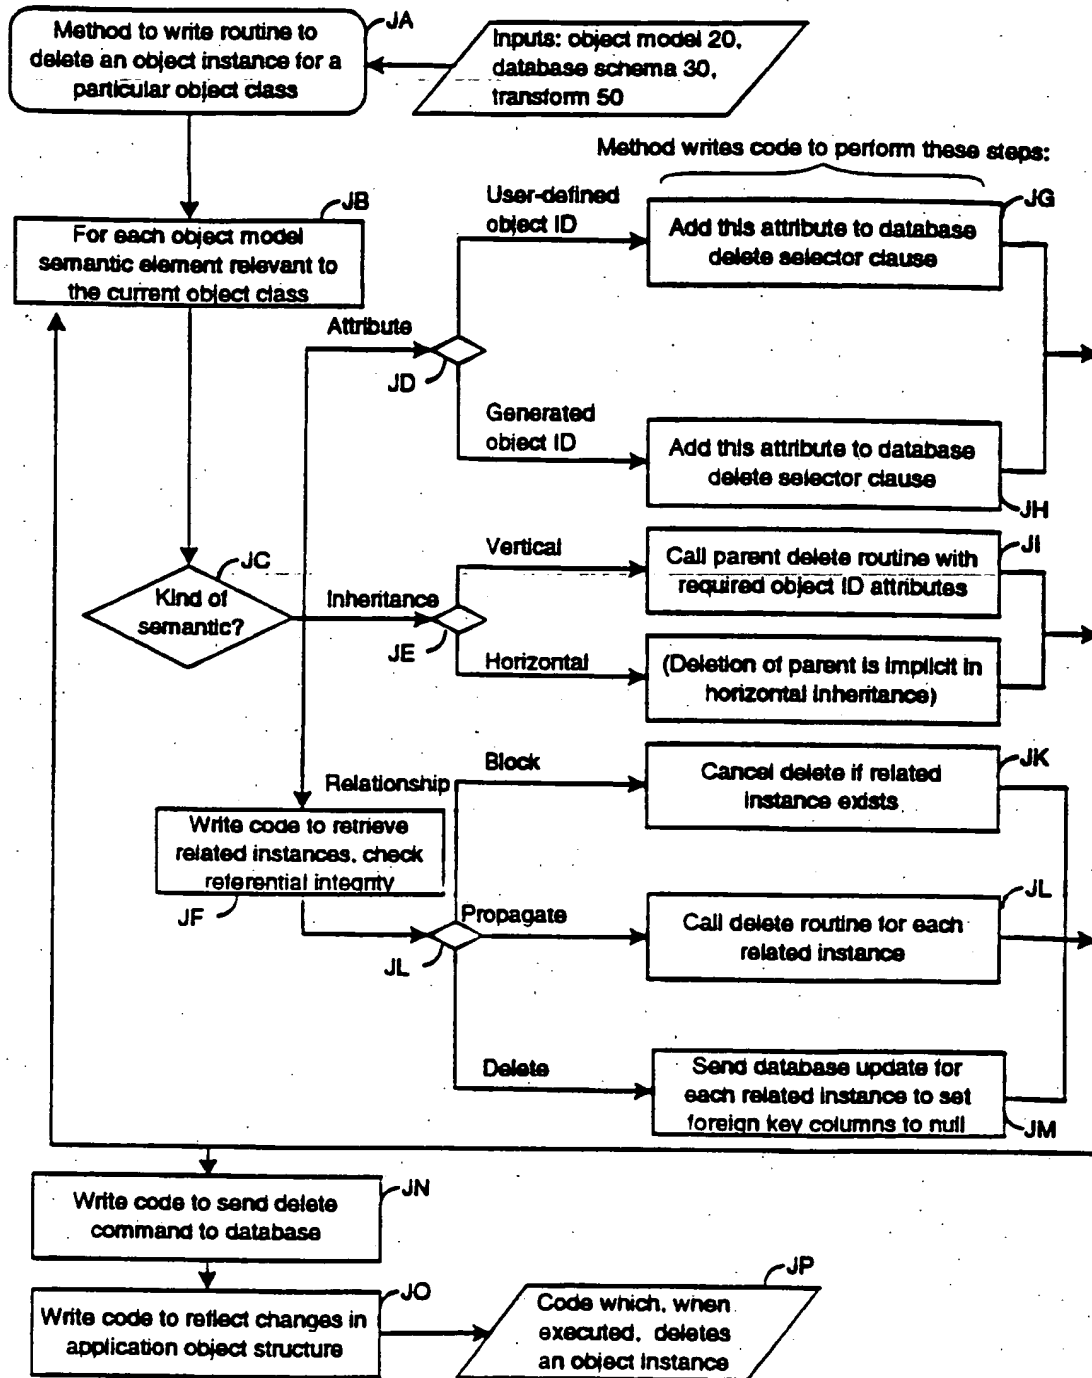 JA
Method to write routine to
delete an object instance for a
particular object class
Inputs: object model 20,
database schema 30,
transform 50
Method writes code to perform these steps:
JB
For each object model
semantic element relevant to
the current object class
User-defined
object ID
JG
Add this attribute to database
delete selector clause
Attribute
JD
Generated
object ID
Add this attribute to database
delete selector clause
JH
JC
Kind of
semantic?
Inheritance
JE
Vertical
JI
Call parent delete routine with
required object ID attributes
Horizontal
(Deletion of parent is implicit in
horizontal inheritance)
Relationship
Block
JK
Cancel delete if related
instance exists
Write code to retrieve
related instances, check
referential integrity
JF
JL
Propagate
JL
Call delete routine for each
related instance
Delete
Send database update for
each related instance to set
foreign key columns to null
JM
JN
Write code to send delete
command to database
JO
Write code to reflect changes in
application object structure
JP
Code which, when
executed, deletes
an object instance